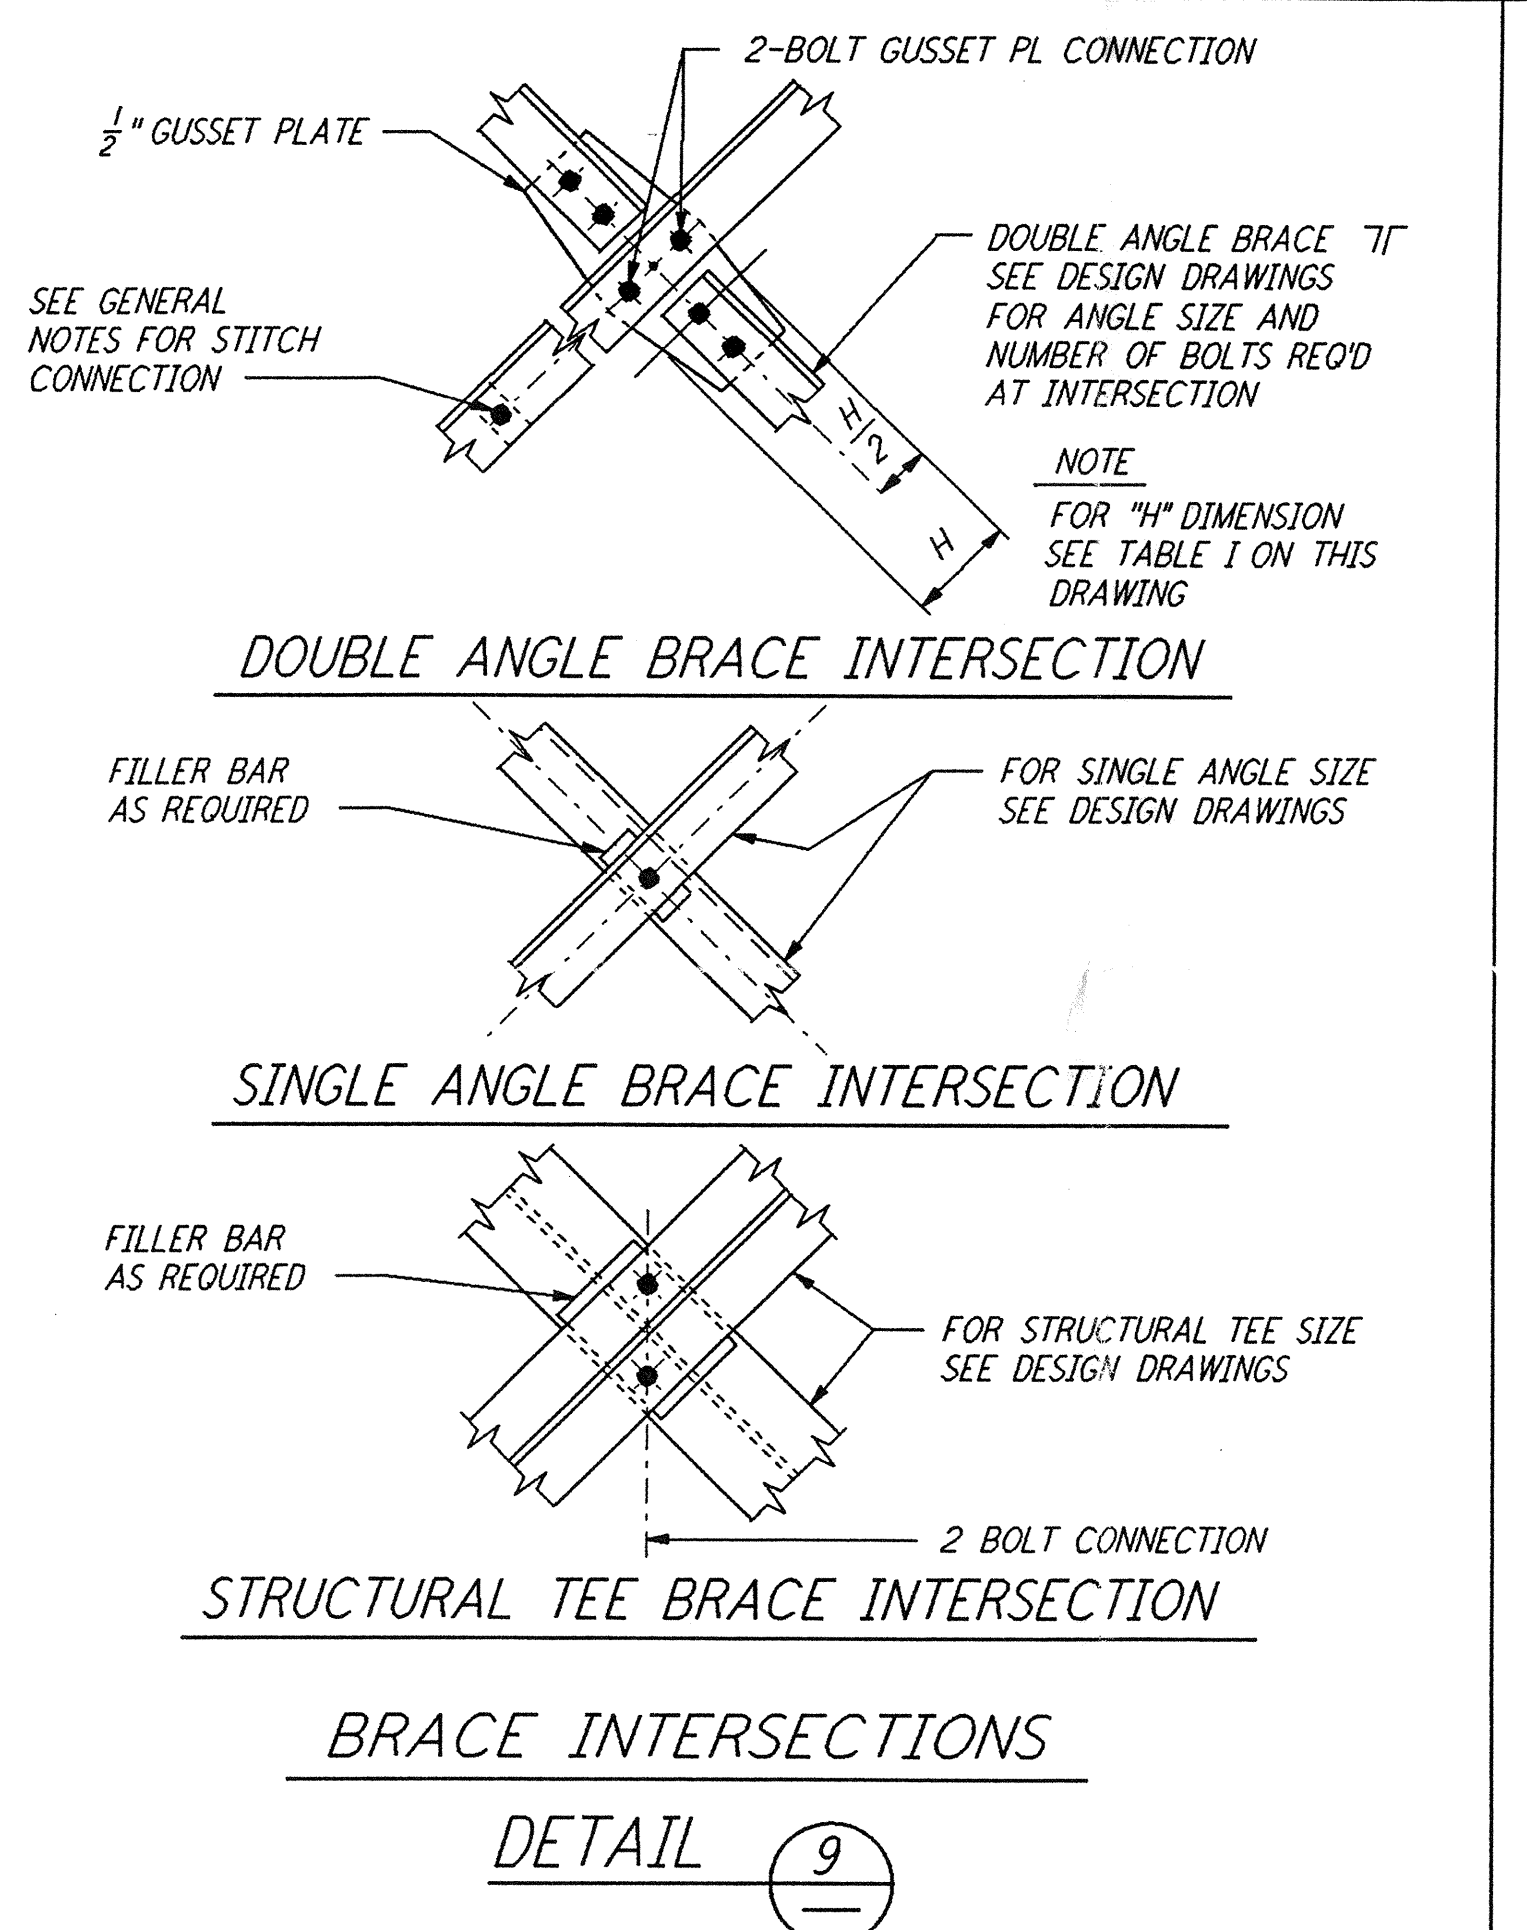 2-BOLT GUSSET PL CONNECTION
1/2" GUSSET PLATE
DOUBLE ANGLE BRACE
SEE DESIGN DRAWINGS
FOR ANGLE SIZE AND
NUMBER OF BOLTS REQ'D
AT INTERSECTION
SEE GENERAL
NOTES FOR STITCH
CONNECTION
H/2
H
NOTE
FOR "H" DIMENSION
SEE TABLE I ON THIS
DRAWING
DOUBLE ANGLE BRACE INTERSECTION
FILLER BAR
AS REQUIRED
FOR SINGLE ANGLE SIZE
SEE DESIGN DRAWINGS
SINGLE ANGLE BRACE INTERSECTION
FILLER BAR
AS REQUIRED
FOR STRUCTURAL TEE SIZE
SEE DESIGN DRAWINGS
2 BOLT CONNECTION
STRUCTURAL TEE BRACE INTERSECTION
BRACE INTERSECTIONS
DETAIL 9